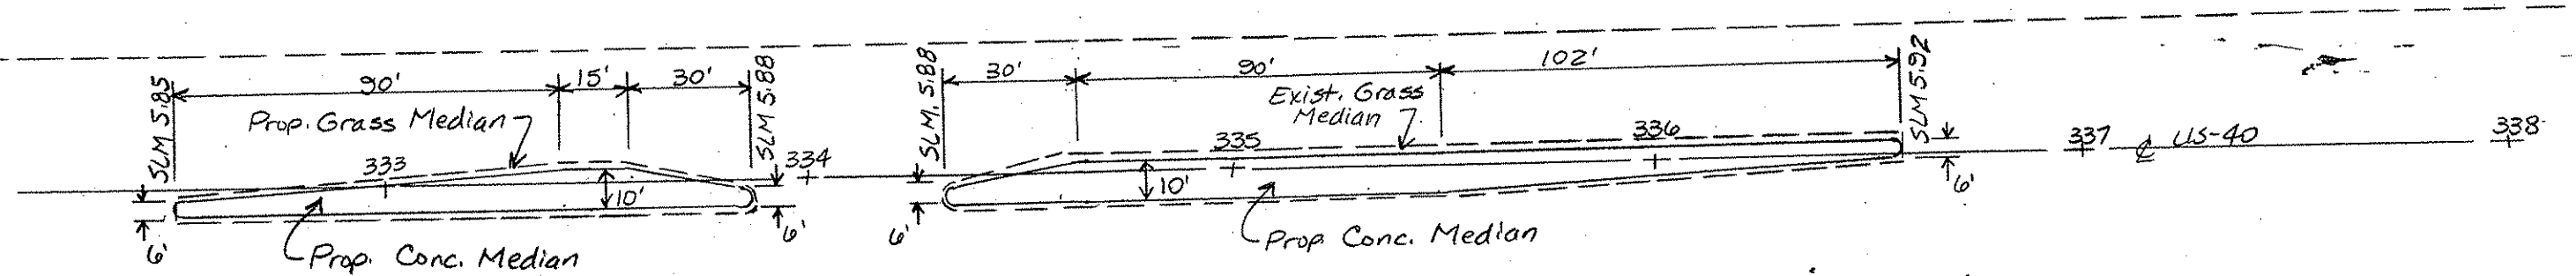 SLM 5.85
90'
15'
30'
SLM 5.88
Prop. Grass Median
333
334
10'
6'
6'
Prop. Conc. Median
SLM. 5.88
30'
90'
102'
SLM 5.92
Exist. Grass
Median
335
336
337
℄ US-40
338
10'
6'
6'
Prop. Conc. Median